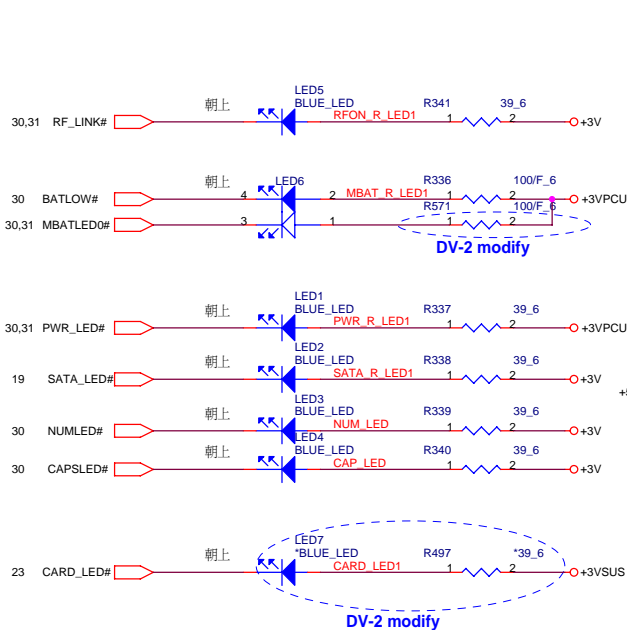 LED5
朝上 BLUE_LED R341 39_6
30,31 RF_LINK# RFON_R_LED1 1 2 +3V
朝上 LED6 R336 100/F_6
30 BATLOW# 4 2 MBAT_R_LED1 1 2 +3VPCU
R571 100/F_6
30,31 MBATLED0# 3 1 1 2
DV-2 modify
LED1
朝上 BLUE_LED R337 39_6
30,31 PWR_LED# PWR_R_LED1 1 2 +3VPCU
LED2
朝上 BLUE_LED R338 39_6
19 SATA_LED# SATA_R_LED1 1 2 +3V
LED3
朝上 BLUE_LED R339 39_6
30 NUMLED# NUM_LED 1 2 +3V
LED4
朝上 BLUE_LED R340 39_6
30 CAPSLED# CAP_LED 1 2 +3V
LED7
朝上 *BLUE_LED R497 *39_6
23 CARD_LED# CARD_LED1 1 2 +3VSUS
DV-2 modify